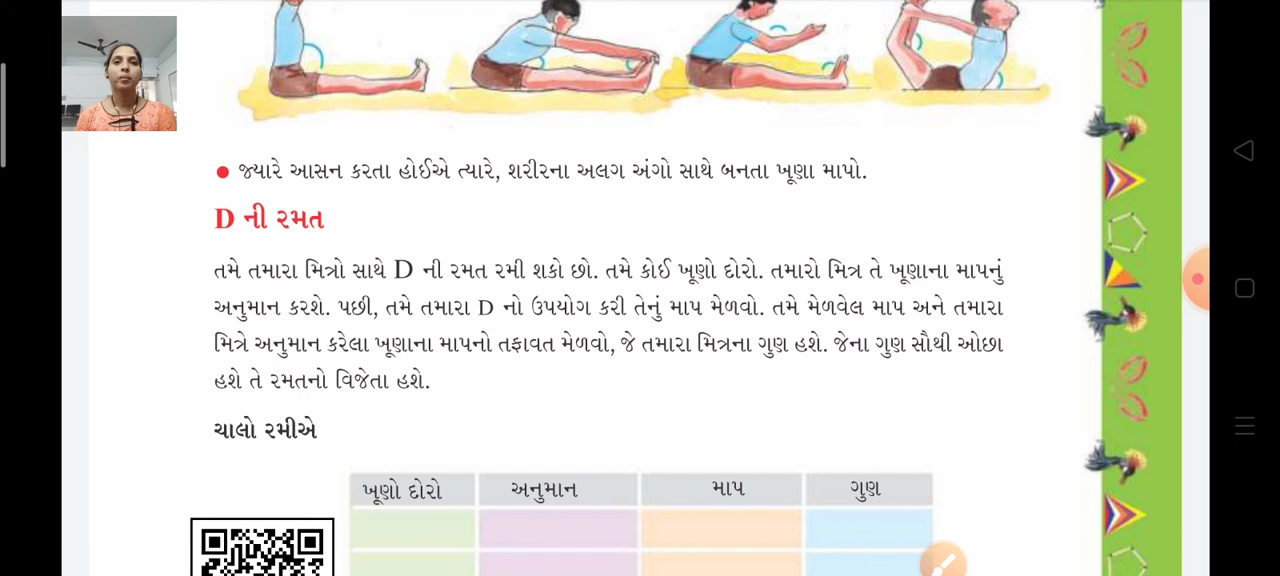 ● જ્યારે આસન કરતા હોઈએ ત્યારે, શરીરના અલગ અંગો સાથે બનતા ખૂણા માપો.
D ની રમત
તમે તમારા મિત્રો સાથે D ની રમત રમી શકો છો. તમે કોઈ ખૂણો દોરો. તમારો મિત્ર તે ખૂણાના માપનું
અનુમાન કરશે. પછી, તમે તમારા D નો ઉપયોગ કરી તેનું માપ મેળવો. તમે મેળવેલ માપ અને તમારા
મિત્રે અનુમાન કરેલા ખૂણાના માપનો તફાવત મેળવો, જે તમારા મિત્રના ગુણ હશે. જેના ગુણ સૌથી ઓછા
હશે તે રમતનો વિજેતા હશે.
ચાલો રમીએ
ખૂણો દોરો અનુમાન માપ ગુણ